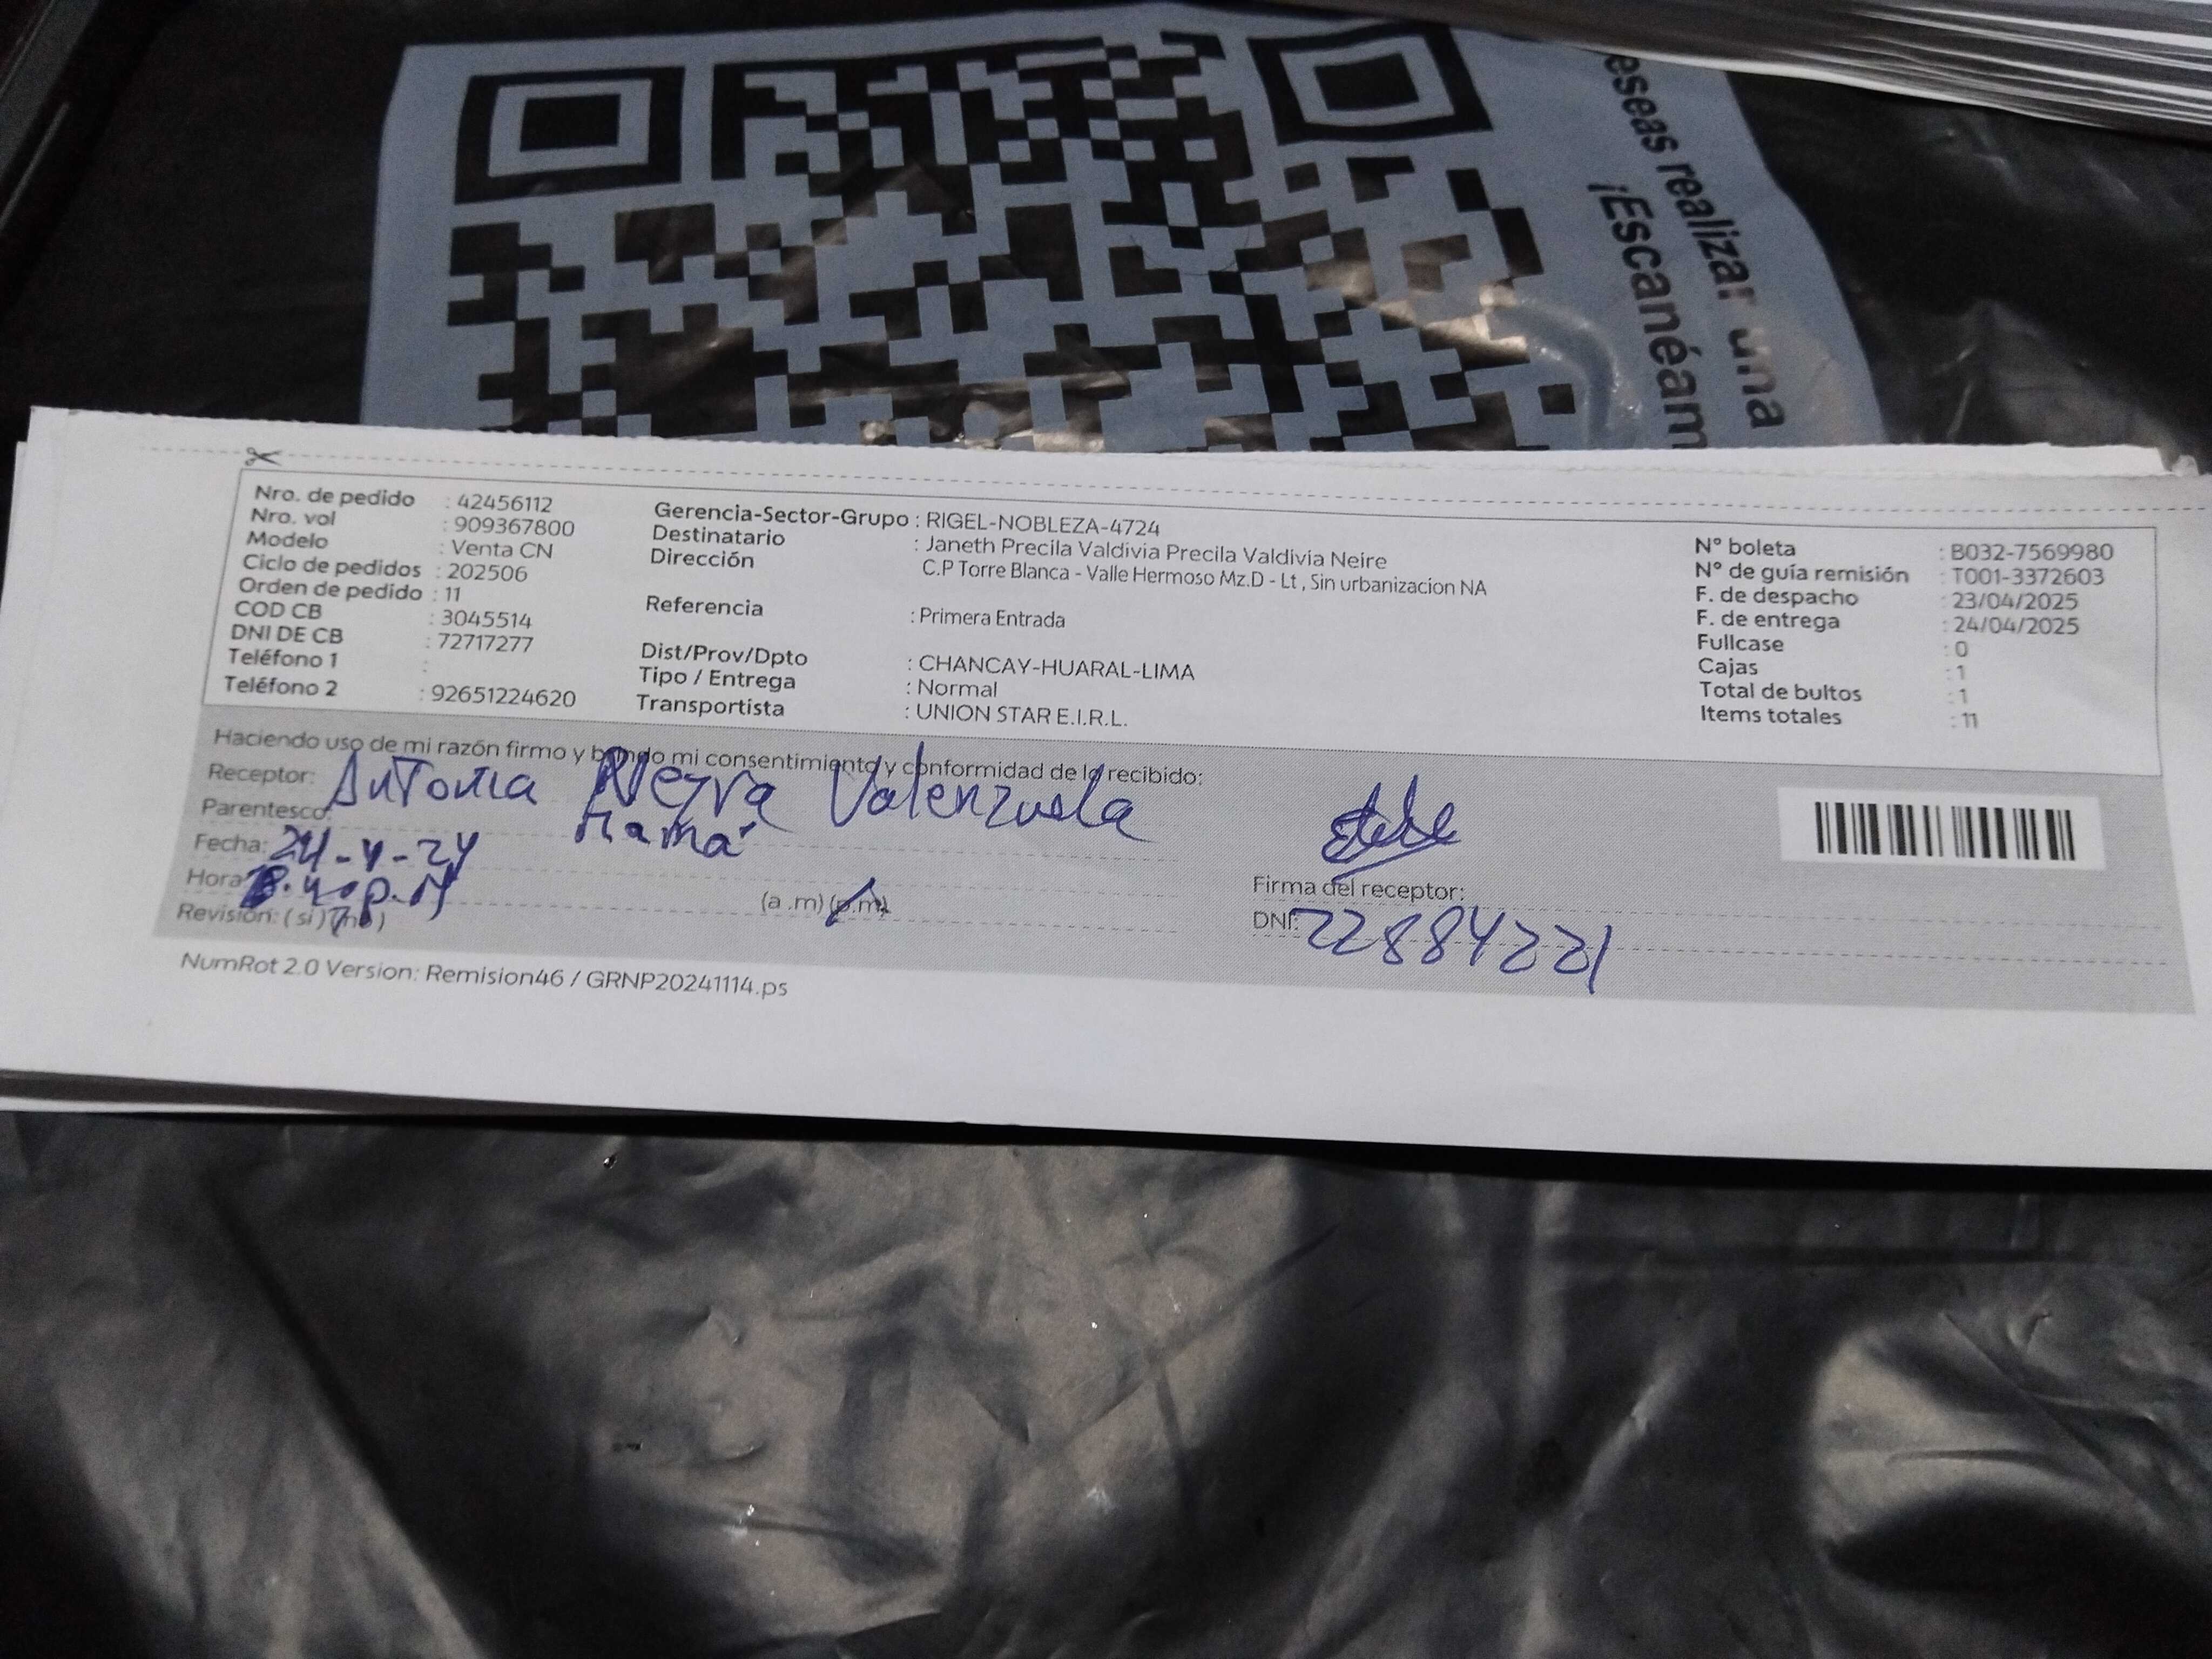 eseas realizar una
¡Escanéam
Nro. de pedido : 42456112
Nro. vol : 909367800
Modelo : Venta CN
Ciclo de pedidos : 202506
Orden de pedido : 11
COD CB : 3045514
DNI DE CB : 72717277
Teléfono 1 :
Teléfono 2 : 92651224620
Gerencia-Sector-Grupo : RIGEL-NOBLEZA-4724
Destinatario : Janeth Precila Valdivia Precila Valdivia Neire
Dirección C.P Torre Blanca - Valle Hermoso Mz.D - Lt , Sin urbanizacion NA
Referencia : Primera Entrada
Dist/Prov/Dpto : CHANCAY-HUARAL-LIMA
Tipo / Entrega : Normal
Transportista : UNION STAR E.I.R.L.
N° boleta : B032-7569980
N° de guía remisión : T001-3372603
F. de despacho : 23/04/2025
F. de entrega : 24/04/2025
Fullcase : 0
Cajas : 1
Total de bultos : 1
Items totales : 11
Haciendo uso de mi razón firmo y brindo mi consentimiento y conformidad de lo recibido:
Receptor: Antonia Neyra Valenzuela
Parentesco: Mamá
Fecha: 24-4-24
Hora: (a .m) (p.m)
Revisión: ( si ) ( no )
Firma del receptor:
DNI: 22884221
NumRot 2.0 Version: Remision46 / GRNP20241114.ps